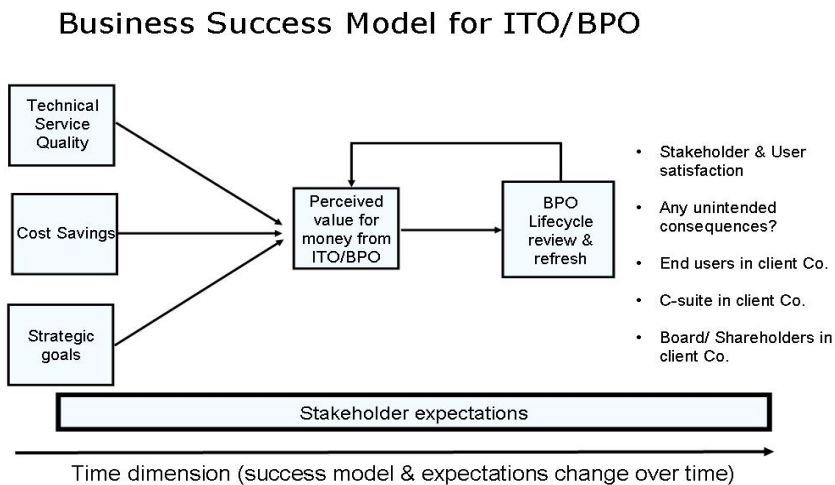 Business Success Model for ITO/BPO
Technical
Service
Quality
Cost Savings
Strategic
goals
Perceived
value for
money from
ITO/BPO
BPO
Lifecycle
review &
refresh
• Stakeholder & User
satisfaction
• Any unintended
consequences?
• End users in client Co.
• C-suite in client Co.
• Board/ Shareholders in
client Co.
Stakeholder expectations
Time dimension (success model & expectations change over time)